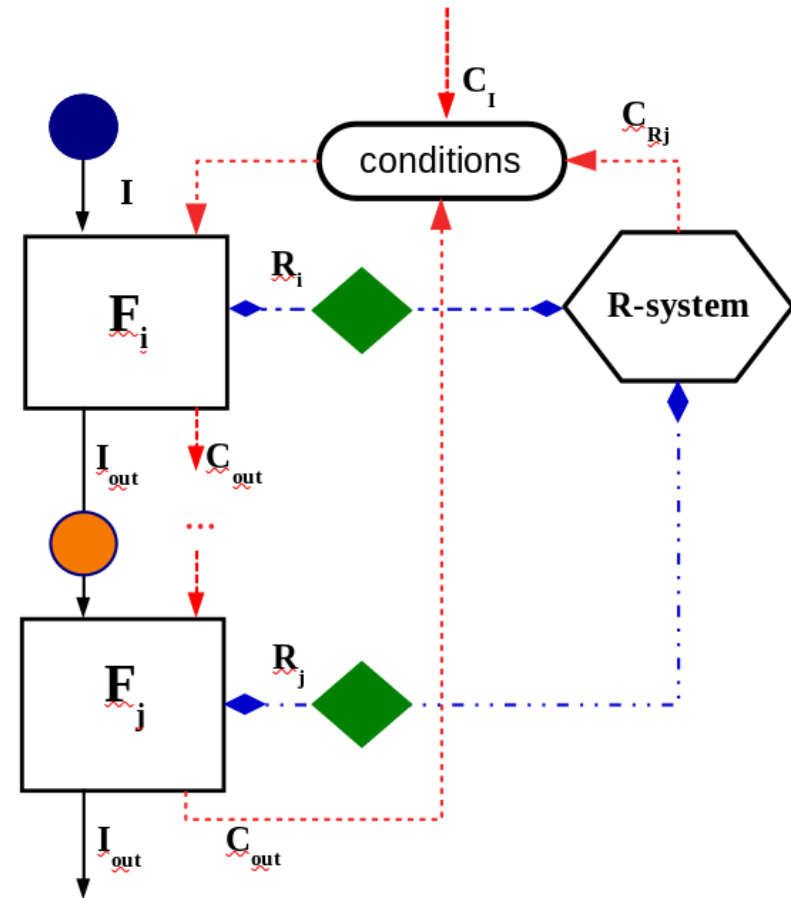 C_I
C_Rj
conditions
I
R_i
F_i
R-system
I_out
C_out
...
R_j
F_j
I_out
C_out